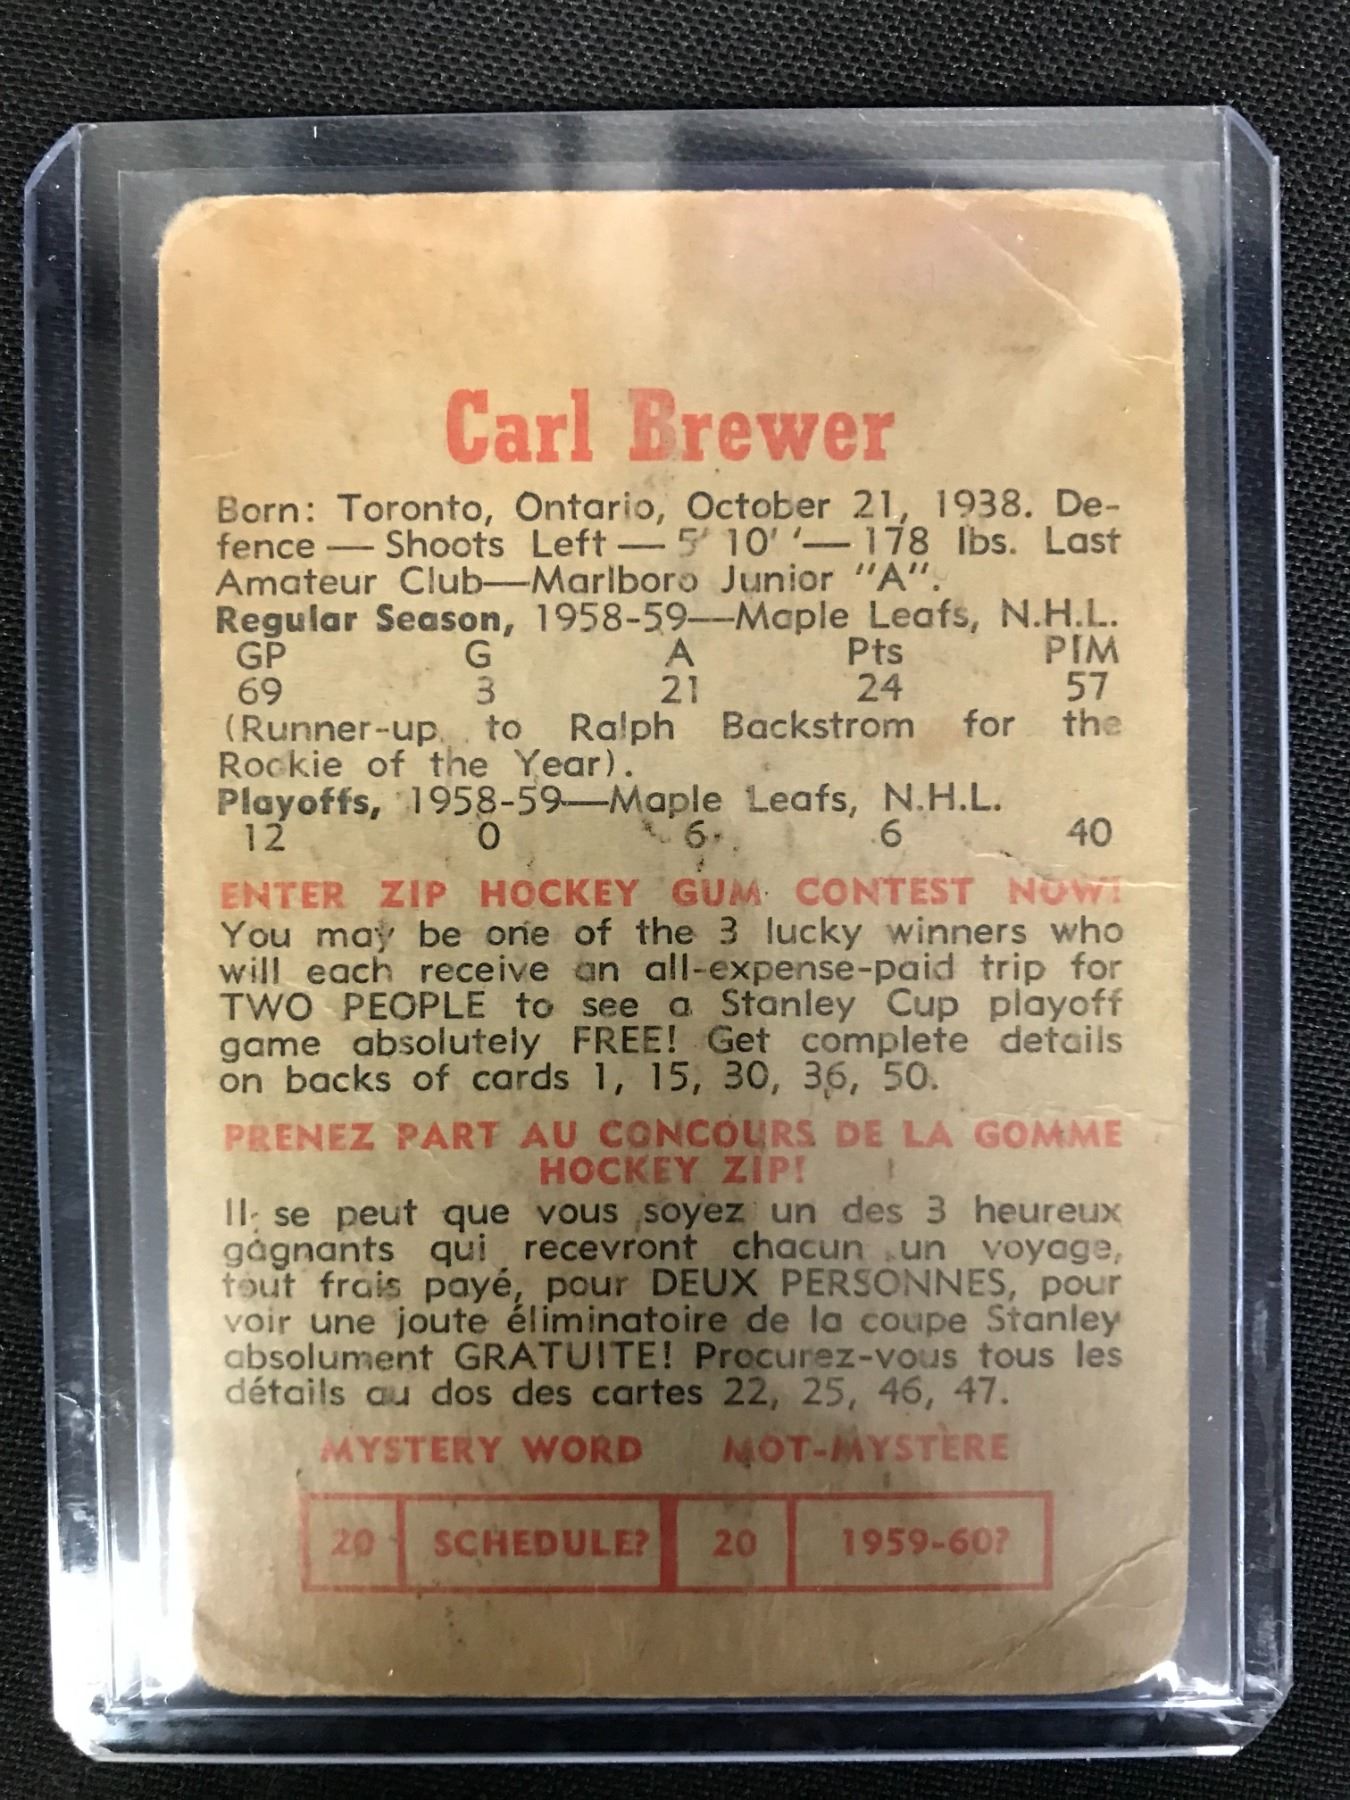 Carl Brewer
Born: Toronto, Ontario, October 21, 1938. De-
fence — Shoots Left — 5' 10' '— 178 lbs. Last
Amateur Club—Marlboro Junior "A".
Regular Season, 1958-59—Maple Leafs, N.H.L.
GP G A Pts PIM
69 3 21 24 57
(Runner-up to Ralph Backstrom for the
Rookie of the Year).
Playoffs, 1958-59—Maple Leafs, N.H.L.
12 0 6 6 40
ENTER ZIP HOCKEY GUM CONTEST NOW!
You may be one of the 3 lucky winners who
will each receive an all-expense-paid trip for
TWO PEOPLE to see a Stanley Cup playoff
game absolutely FREE! Get complete details
on backs of cards 1, 15, 30, 36, 50.
PRENEZ PART AU CONCOURS DE LA GOMME
HOCKEY ZIP!
Il se peut que vous soyez un des 3 heureux
gagnants qui recevront chacun un voyage,
tout frais payé, pour DEUX PERSONNES, pour
voir une joute éliminatoire de la coupe Stanley
absolument GRATUITE! Procurez-vous tous les
détails au dos des cartes 22, 25, 46, 47.
MYSTERY WORD MOT-MYSTÈRE
20 SCHEDULE? 20 1959-60?